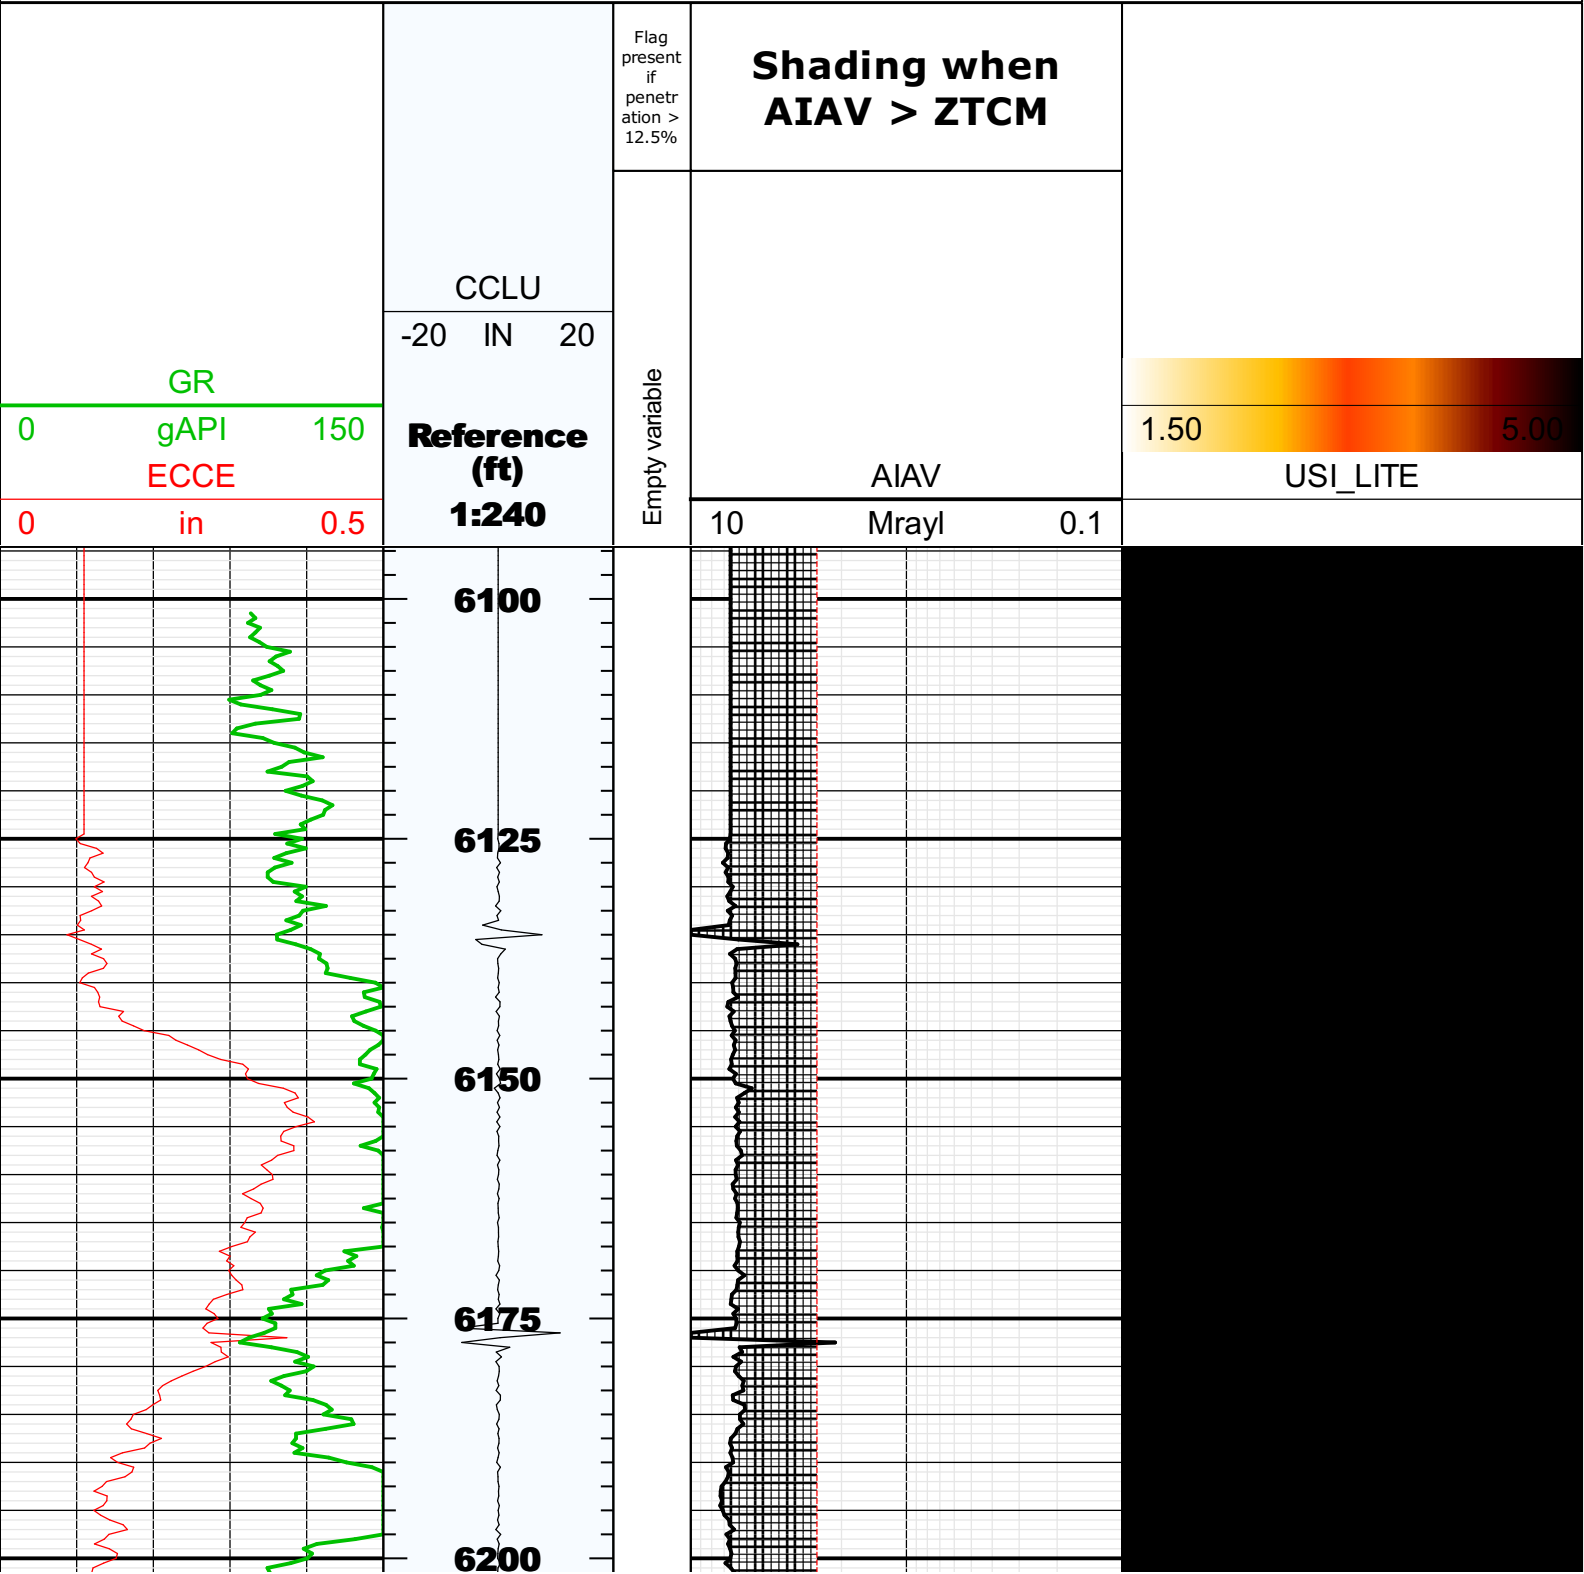 GR
0 gAPI 150
ECCE
0 in 0.5
CCLU
-20 IN 20
Reference
(ft)
1:240
Flag
present
if
penetr
ation >
12.5%
Empty variable
Shading when
AIAV > ZTCM
AIAV
10 Mrayl 0.1
1.50 5.00
USI_LITE
6100
6125
6150
6175
6200